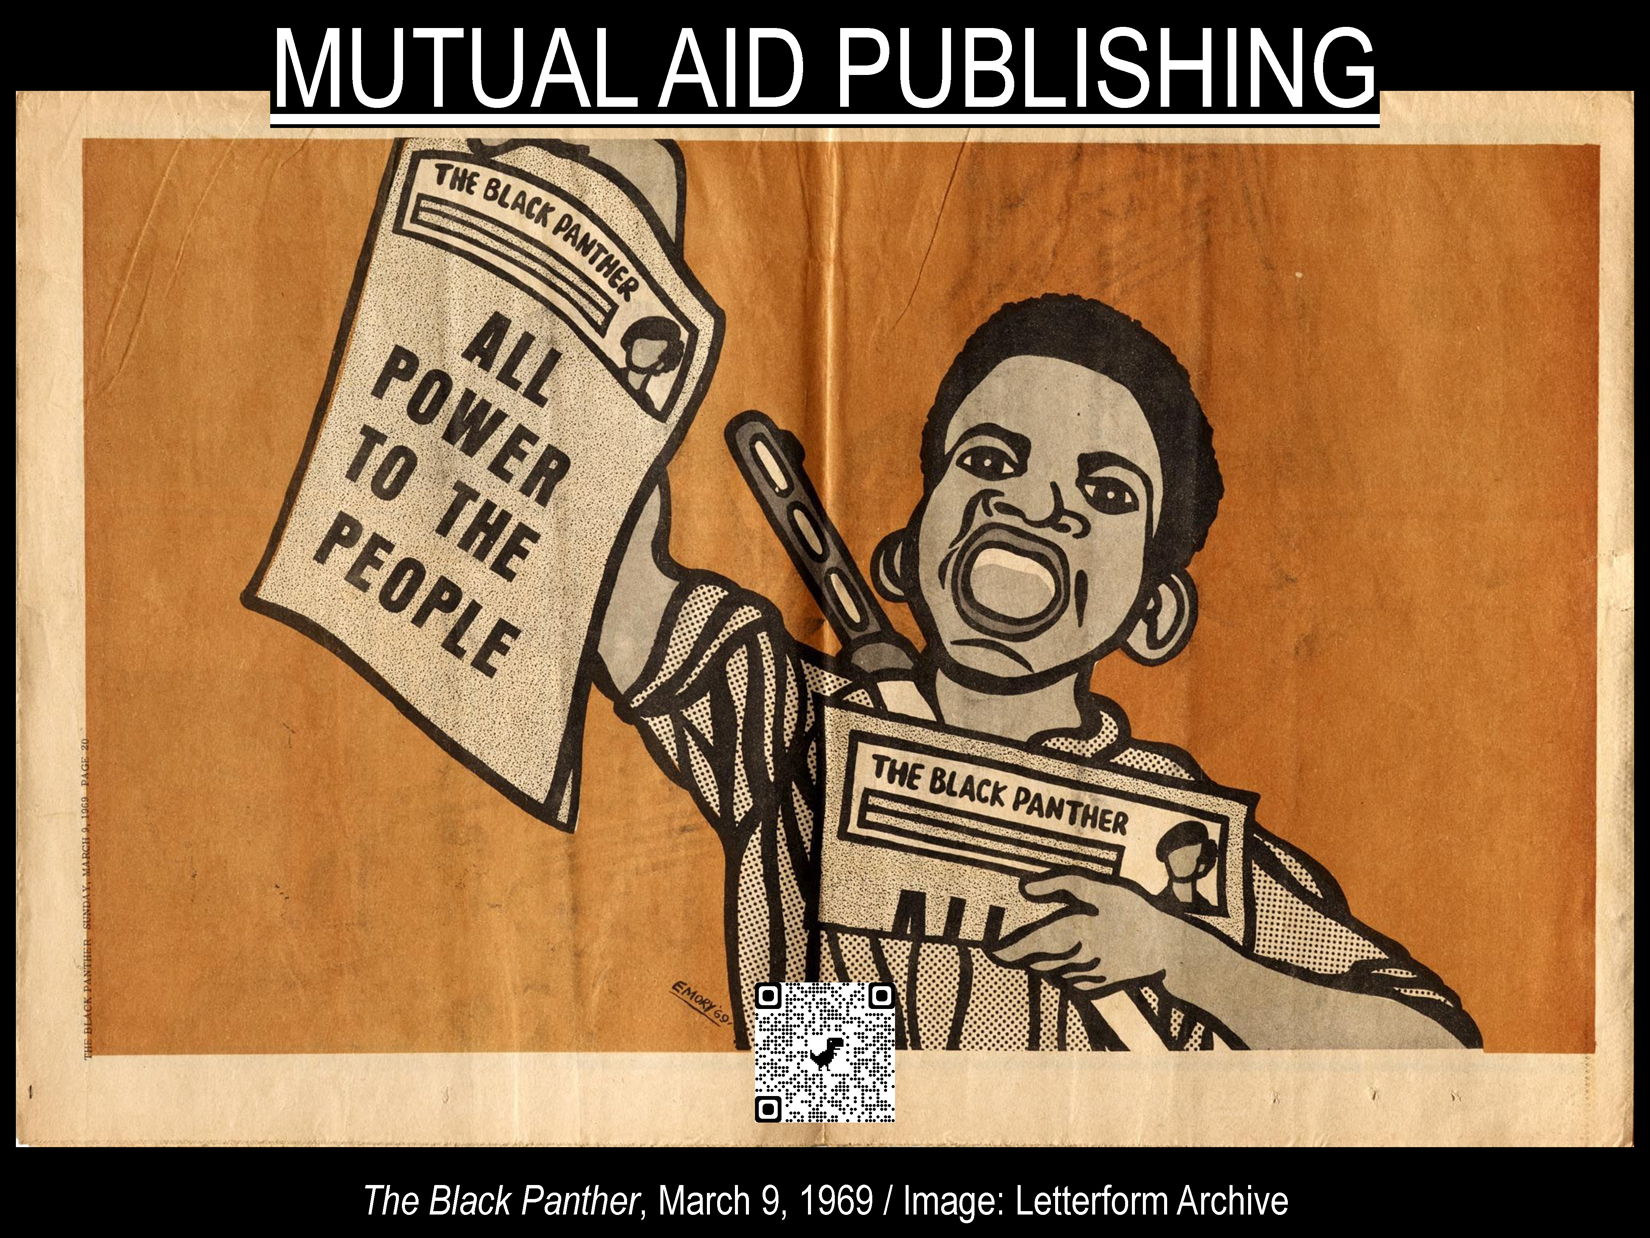 MUTUAL AID PUBLISHING
THE BLACK PANTHER
ALL
POWER
TO THE
PEOPLE
THE BLACK PANTHER
ALL
EMORY 69.
THE BLACK PANTHER SUNDAY, MARCH 9, 1969 PAGE 20
The Black Panther, March 9, 1969 / Image: Letterform Archive